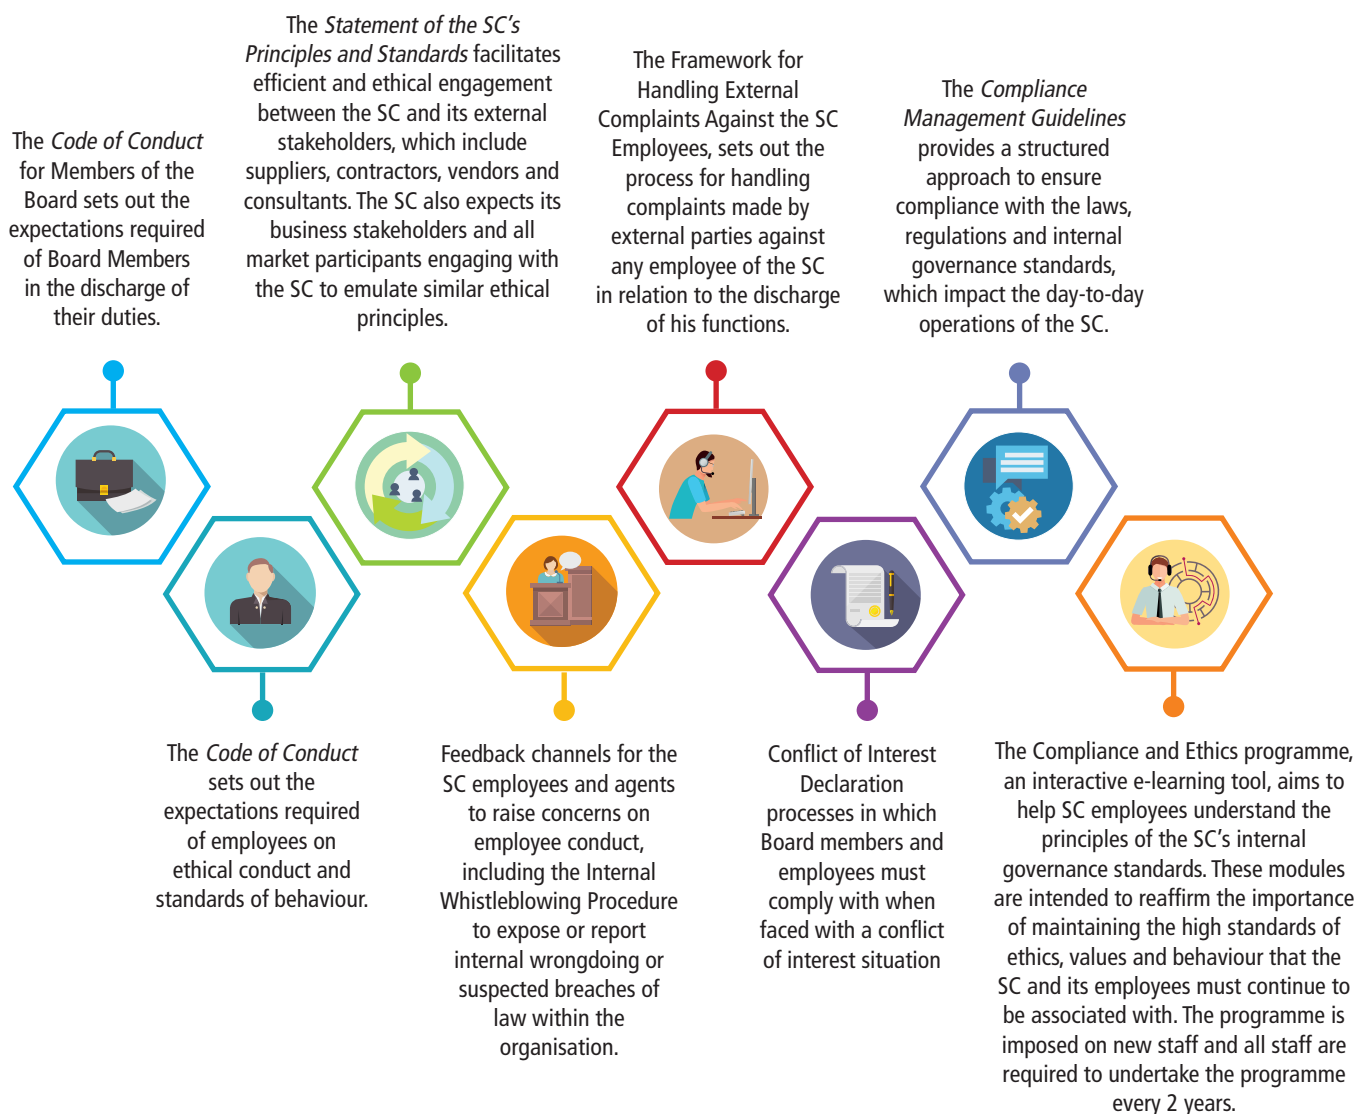 The Code of Conduct
for Members of the
Board sets out the
expectations required
of Board Members
in the discharge of
their duties.
The Statement of the SC’s
Principles and Standards facilitates
efficient and ethical engagement
between the SC and its external
stakeholders, which include
suppliers, contractors, vendors and
consultants. The SC also expects its
business stakeholders and all
market participants engaging with
the SC to emulate similar ethical
principles.
The Framework for
Handling External
Complaints Against the SC
Employees, sets out the
process for handling
complaints made by
external parties against
any employee of the SC
in relation to the discharge
of his functions.
The Compliance
Management Guidelines
provides a structured
approach to ensure
compliance with the laws,
regulations and internal
governance standards,
which impact the day-to-day
operations of the SC.
The Code of Conduct
sets out the
expectations required
of employees on
ethical conduct and
standards of behaviour.
Feedback channels for the
SC employees and agents
to raise concerns on
employee conduct,
including the Internal
Whistleblowing Procedure
to expose or report
internal wrongdoing or
suspected breaches of
law within the
organisation.
Conflict of Interest
Declaration
processes in which
Board members and
employees must
comply with when
faced with a conflict
of interest situation
The Compliance and Ethics programme,
an interactive e-learning tool, aims to
help SC employees understand the
principles of the SC’s internal
governance standards. These modules
are intended to reaffirm the importance
of maintaining the high standards of
ethics, values and behaviour that the
SC and its employees must continue to
be associated with. The programme is
imposed on new staff and all staff are
required to undertake the programme
every 2 years.